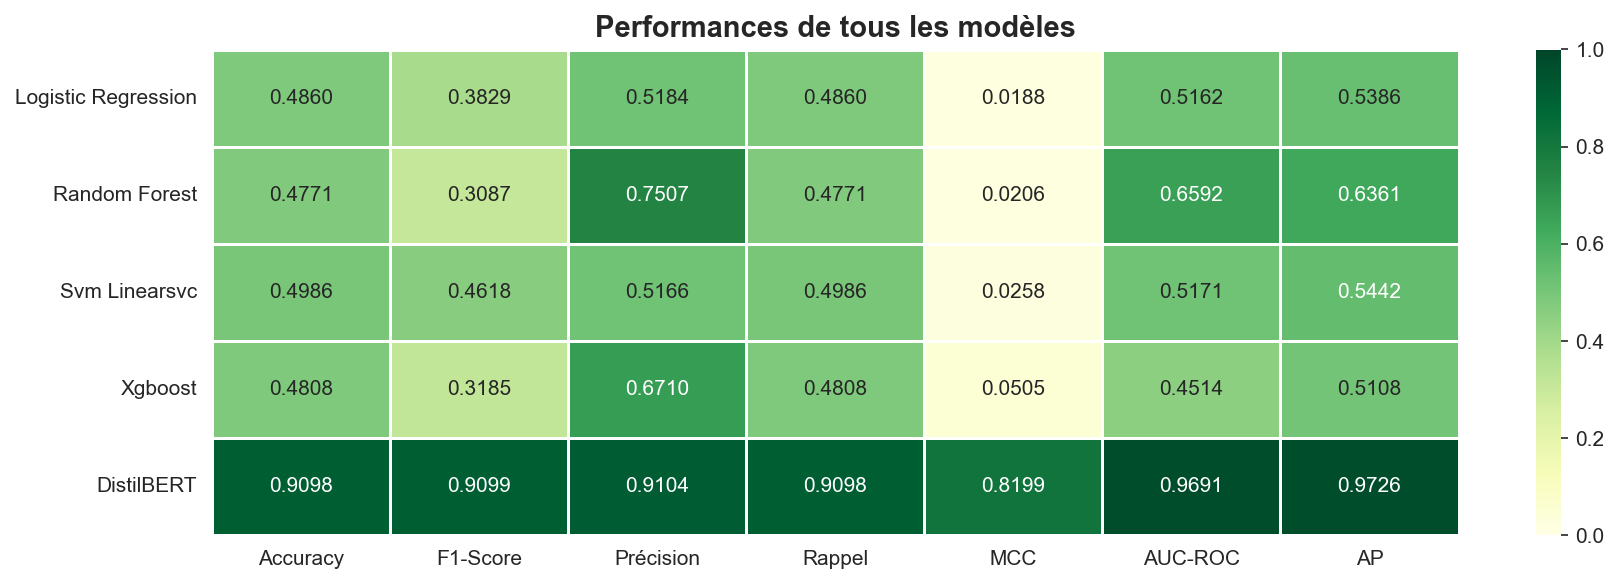 Performances de tous les modèles
Logistic Regression 0.4860 0.3829 0.5184 0.4860 0.0188 0.5162 0.5386
Random Forest 0.4771 0.3087 0.7507 0.4771 0.0206 0.6592 0.6361
Svm Linearsvc 0.4986 0.4618 0.5166 0.4986 0.0258 0.5171 0.5442
Xgboost 0.4808 0.3185 0.6710 0.4808 0.0505 0.4514 0.5108
DistilBERT 0.9098 0.9099 0.9104 0.9098 0.8199 0.9691 0.9726
Accuracy F1-Score Précision Rappel MCC AUC-ROC AP
1.0
0.8
0.6
0.4
0.2
0.0